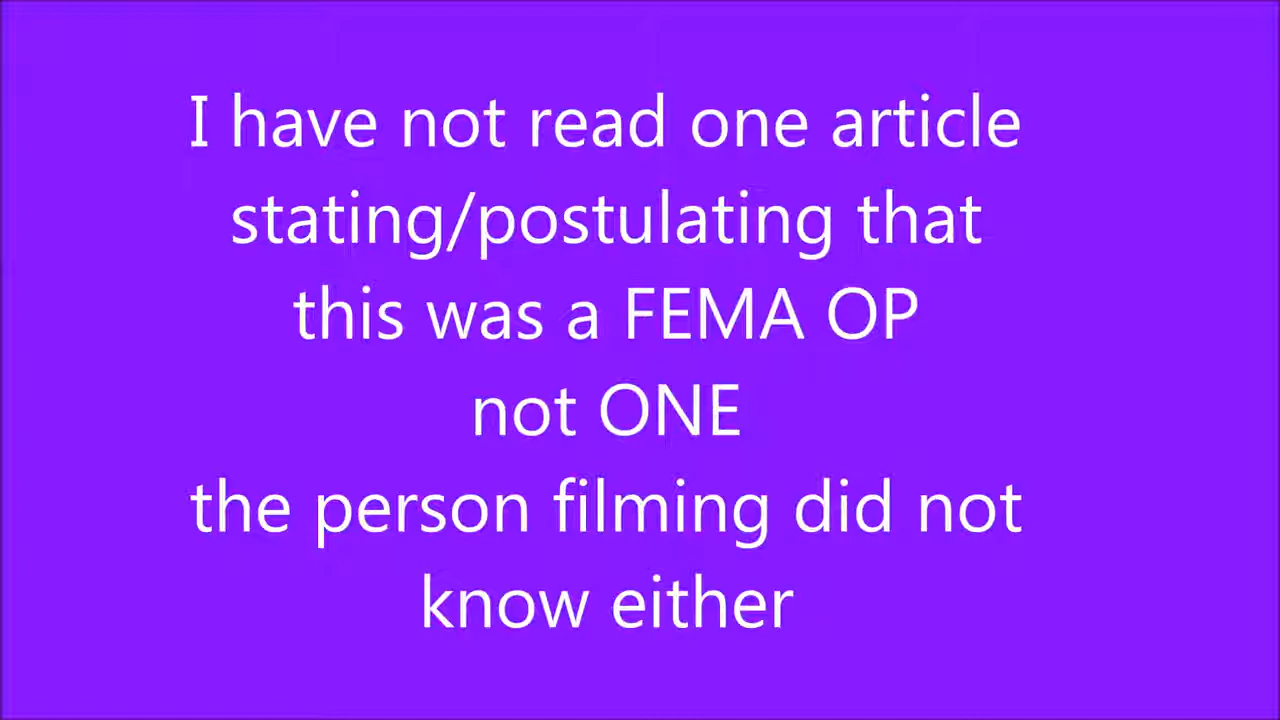 I have not read one article
stating/postulating that
this was a FEMA OP
not ONE
the person filming did not
know either